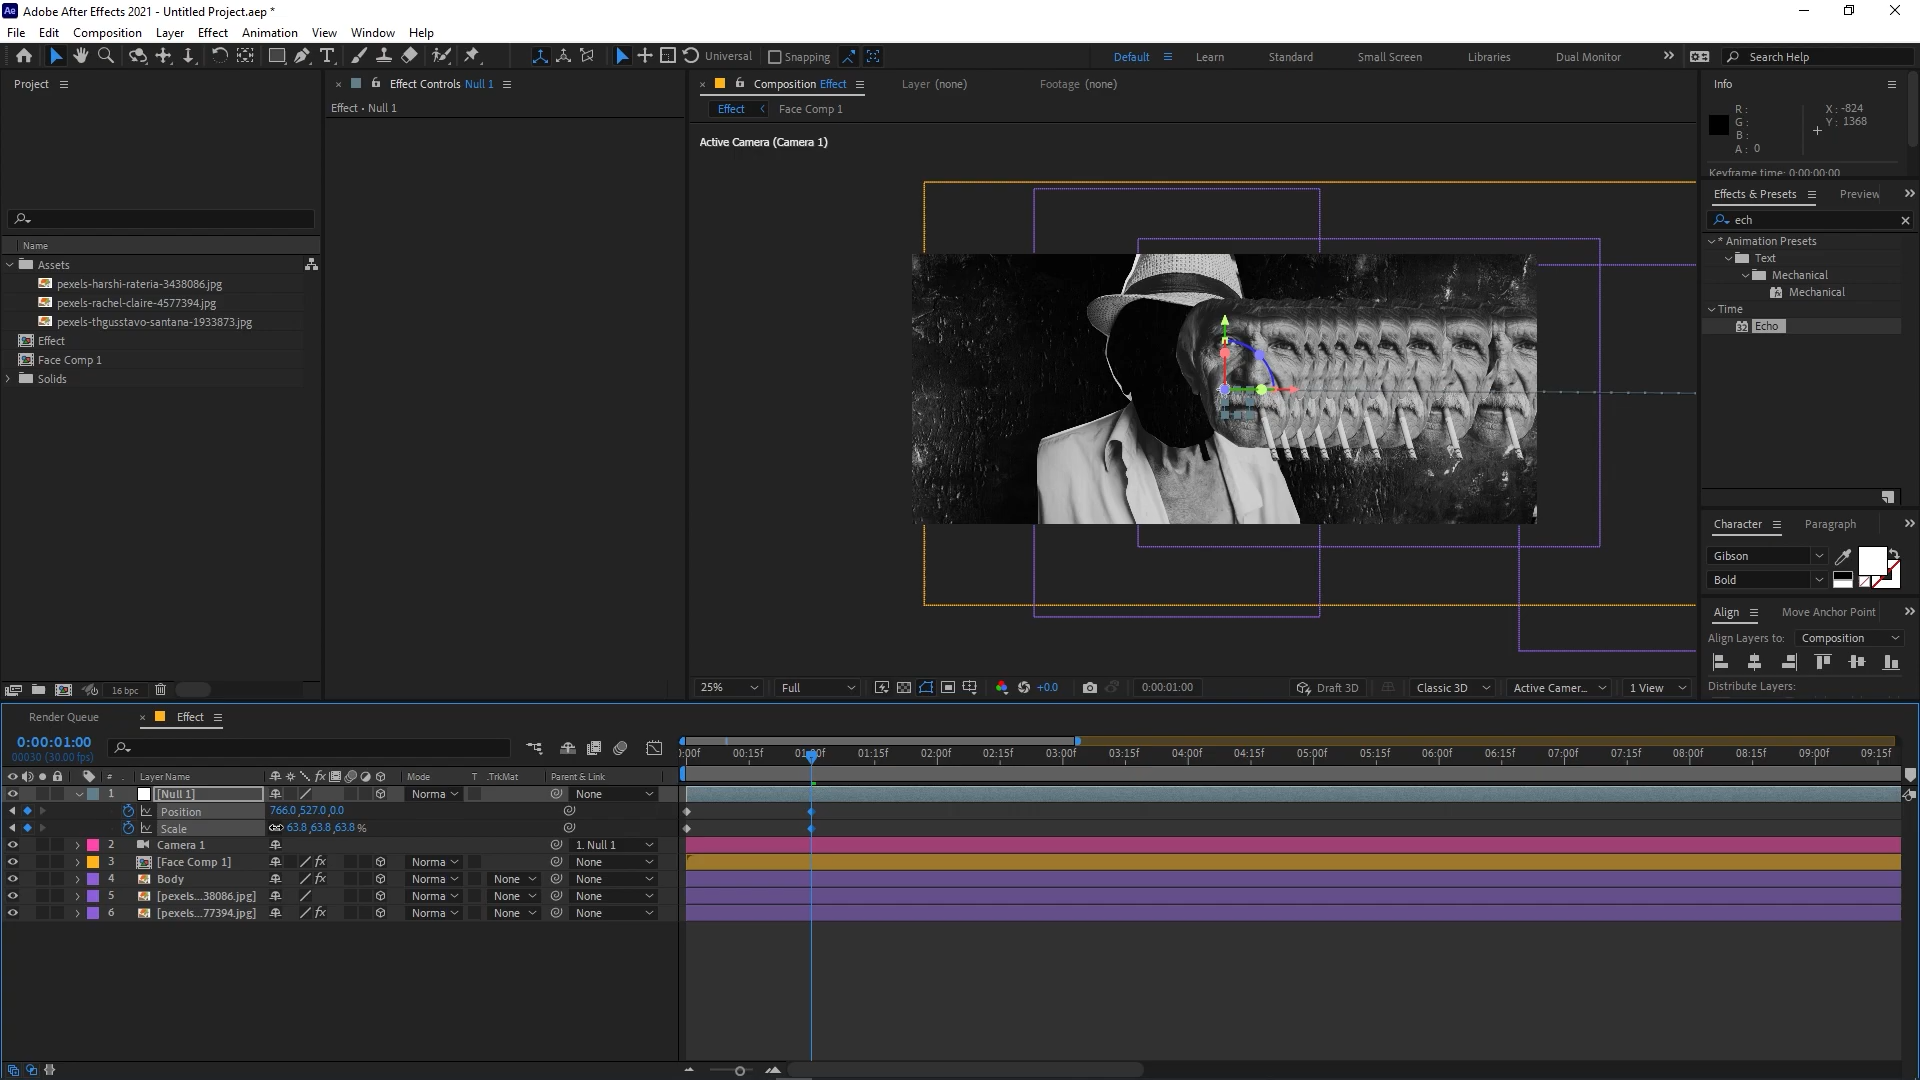 Ae Adobe After Effects 2021 - Untitled Project.aep *
File Edit Composition Layer Effect Animation View Window Help
Universal Snapping Default Learn Standard Small Screen Libraries Dual Monitor Search Help
Project
Effect Controls Null 1
Effect • Null 1
Composition Effect Layer (none) Footage (none)
Effect Face Comp 1
Active Camera (Camera 1)
Info
R :
G :
B :
A : 0
X : -824
Y : 1368
Keyframe time: 0:00:00:00
Effects & Presets Preview
ech
* Animation Presets
Text
Mechanical
Mechanical
Time
32 Echo
Name
Assets
pexels-harshi-rateria-3438086.jpg
pexels-rachel-claire-4577394.jpg
pexels-thgusstavo-santana-1933873.jpg
Effect
Face Comp 1
Solids
16 bpc
Character Paragraph
Gibson
Bold
Align Move Anchor Point
Align Layers to: Composition
Distribute Layers:
25% Full +0.0 0:00:01:00 Draft 3D Classic 3D Active Camer... 1 View
Render Queue Effect
0:00:01:00
00030 (30.00 fps)
):00f 00:15f 01:00f 01:15f 02:00f 02:15f 03:00f 03:15f 04:00f 04:15f 05:00f 05:15f 06:00f 06:15f 07:00f 07:15f 08:00f 08:15f 09:00f 09:15f
# Layer Name fx Mode T .TrkMat Parent & Link
1 [Null 1] Norma None
Position 766.0,527.0,0.0
Scale 63.8,63.8,63.8 %
2 Camera 1 1. Null 1
3 [Face Comp 1] fx Norma None
4 Body fx Norma None None
5 [pexels...38086.jpg] Norma None None
6 [pexels...77394.jpg] fx Norma None None